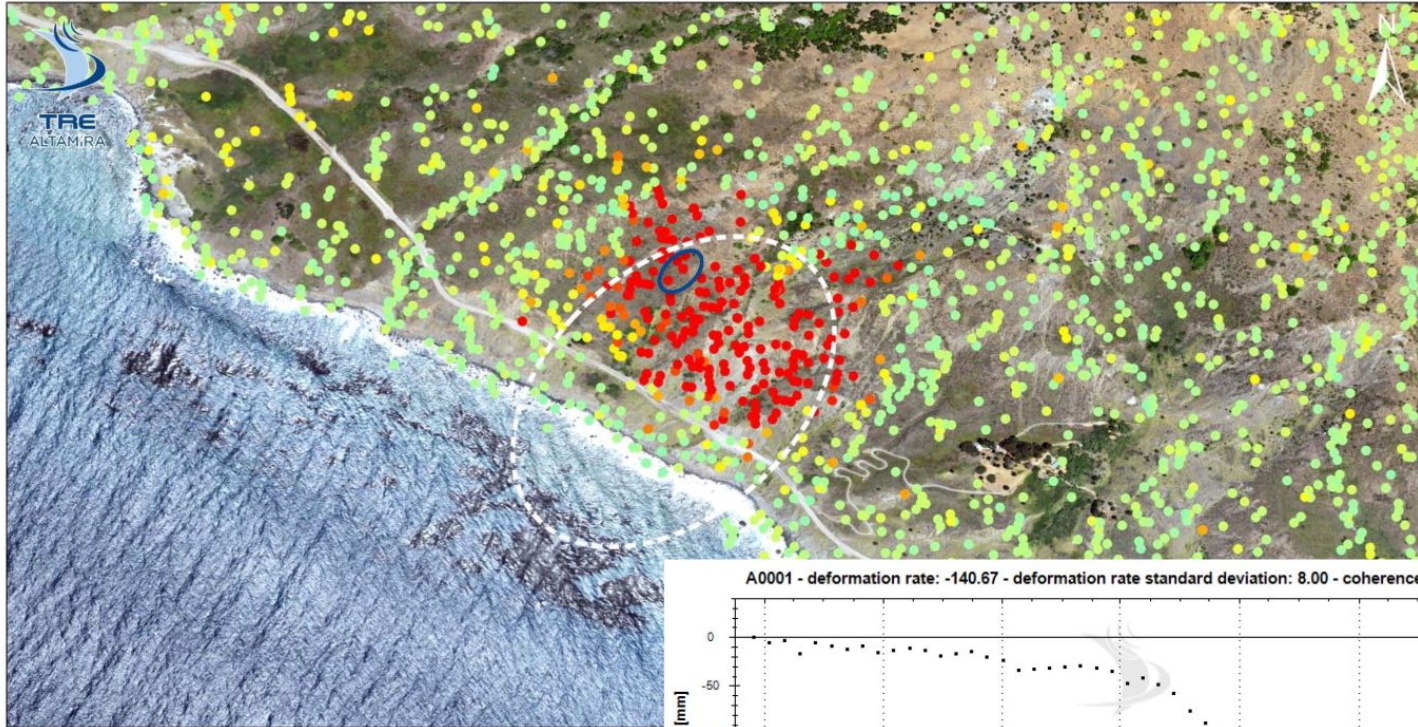 N
TRE
ALTAMIRA
A0001 - deformation rate: -140.67 - deformation rate standard deviation: 8.00 - coherence
0
-50
[mm]